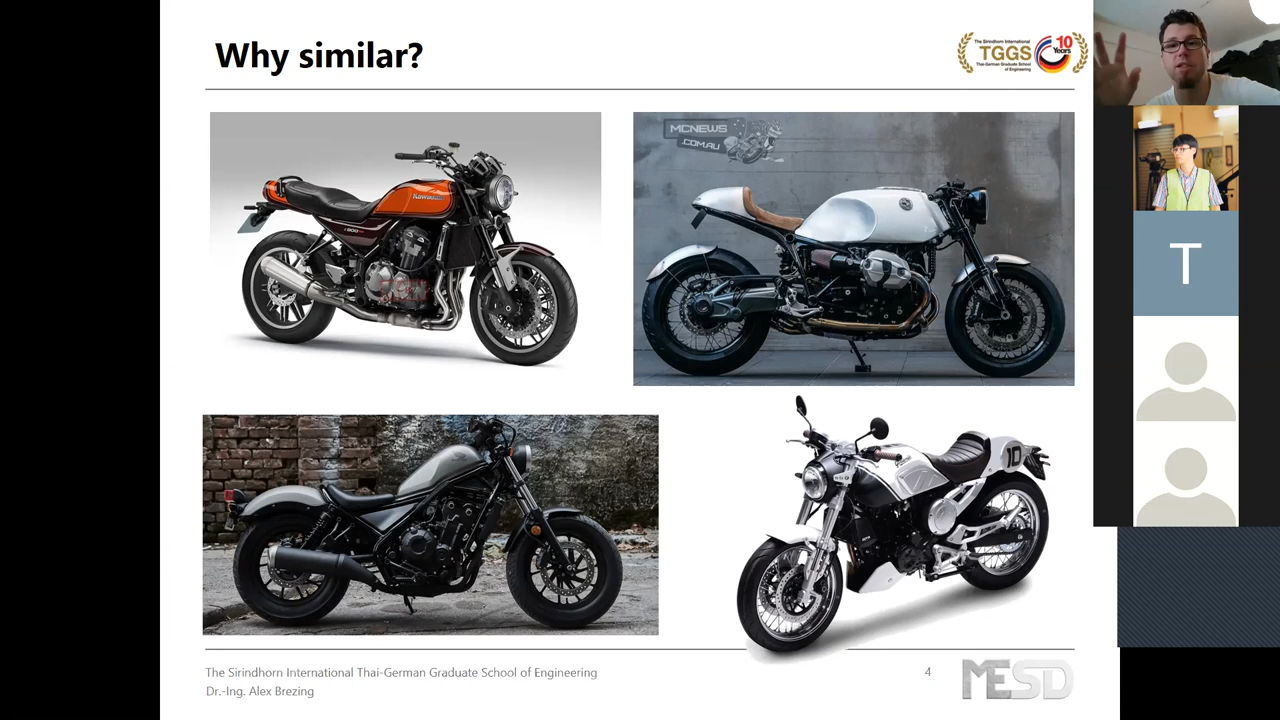 Why similar?
The Sirindhorn International
TGGS
Thai-German Graduate School
of Engineering
10
Years
Kawasaki
MCNEWS
.COM.AU
T
10
The Sirindhorn International Thai-German Graduate School of Engineering
4
Dr.-Ing. Alex Brezing
MESD